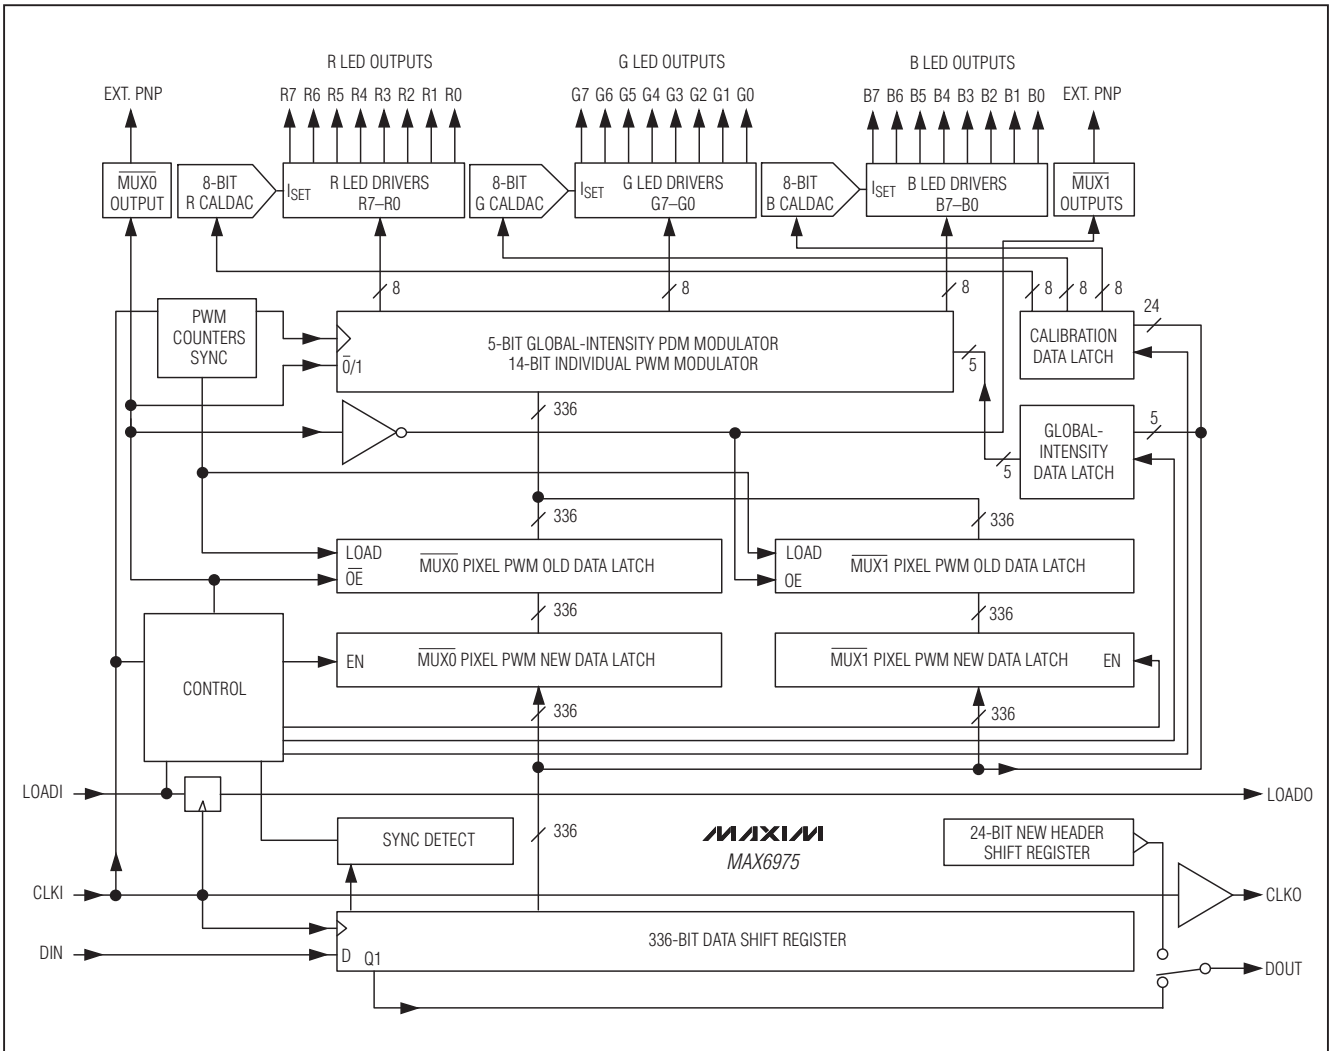 R LED OUTPUTS G LED OUTPUTS B LED OUTPUTS
EXT. PNP R7 R6 R5 R4 R3 R2 R1 R0 G7 G6 G5 G4 G3 G2 G1 G0 B7 B6 B5 B4 B3 B2 B1 B0 EXT. PNP
M̅U̅X̅0̅
OUTPUT
8-BIT
R CALDAC
ISET
R LED DRIVERS
R7–R0
8-BIT
G CALDAC
ISET
G LED DRIVERS
G7–G0
8-BIT
B CALDAC
ISET
B LED DRIVERS
B7–B0
M̅U̅X̅1̅
OUTPUTS
8 8 8 8 8 8
24
PWM
COUNTERS
SYNC
0̅/1
5-BIT GLOBAL-INTENSITY PDM MODULATOR
14-BIT INDIVIDUAL PWM MODULATOR
5
CALIBRATION
DATA LATCH
336
5
GLOBAL-
INTENSITY
DATA LATCH
5
336 336
LOAD
O̅E̅
M̅U̅X̅0̅ PIXEL PWM OLD DATA LATCH
LOAD
OE
M̅U̅X̅1̅ PIXEL PWM OLD DATA LATCH
336 336
CONTROL
EN M̅U̅X̅0̅ PIXEL PWM NEW DATA LATCH
M̅U̅X̅1̅ PIXEL PWM NEW DATA LATCH EN
336 336
LOADI LOADO
SYNC DETECT
336
MAXIM
MAX6975
24-BIT NEW HEADER
SHIFT REGISTER
CLKI CLKO
336-BIT DATA SHIFT REGISTER
DIN D Q1
DOUT